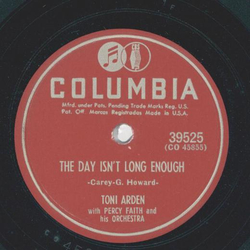 COLUMBIA
Mfrd. under Pats. Pending Trade Marks Reg. U.S.
Pat. Off Marcas Registradas Made in U.S.A.
39525
(CO 45855)
THE DAY ISN'T LONG ENOUGH
-Carey-G. Howard-
TONI ARDEN
with PERCY FAITH and
his ORCHESTRA